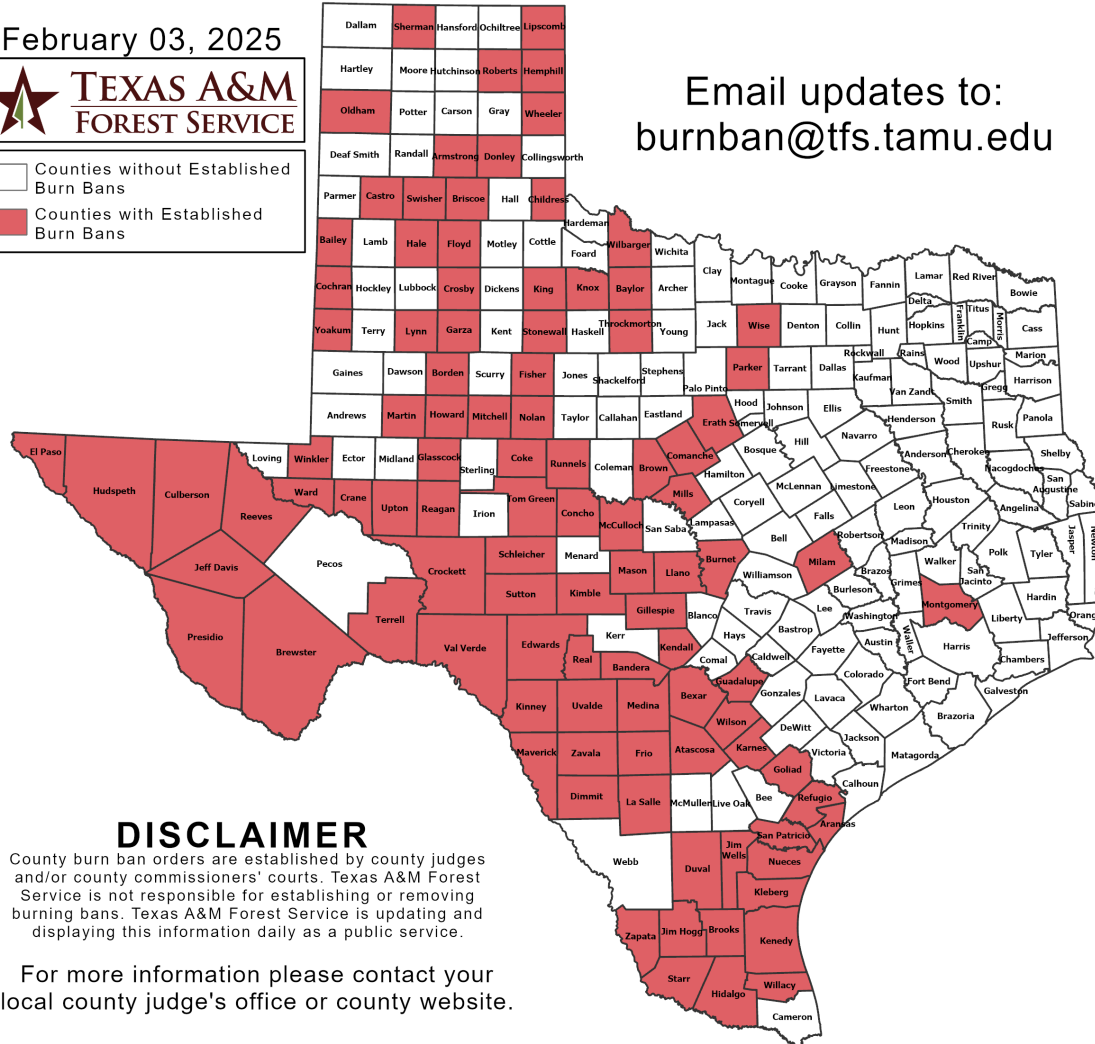 February 03, 2025
TEXAS A&M
FOREST SERVICE
Counties without Established
Burn Bans
Counties with Established
Burn Bans
Email updates to:
burnban@tfs.tamu.edu
Dallam Sherman Hansford Ochiltree Lipscomb
Hartley Moore Hutchinson Roberts Hemphill
Oldham Potter Carson Gray Wheeler
Deaf Smith Randall Armstrong Donley Collingsworth
Parmer Castro Swisher Briscoe Hall Childress
Hardeman
Bailey Lamb Hale Floyd Motley Cottle Foard Wilbarger Wichita
Clay Montague Cooke Grayson Fannin Lamar Red River Bowie
Cochran Hockley Lubbock Crosby Dickens King Knox Baylor Archer
Delta Franklin Titus Morris
Yoakum Terry Lynn Garza Kent Stonewall Haskell Throckmorton Young Jack Wise Denton Collin Hunt Hopkins Camp Cass
Rockwall Rains Wood Upshur Marion
Gaines Dawson Borden Scurry Fisher Jones Shackelford Stephens Palo Pinto Parker Tarrant Dallas Kaufman Van Zandt Gregg Harrison
Andrews Martin Howard Mitchell Nolan Taylor Callahan Eastland Erath Hood Somervell Johnson Ellis Henderson Smith Rusk Panola
El Paso Hudspeth Culberson Reeves Loving Winkler Ector Midland Glasscock Sterling Coke Runnels Coleman Brown Comanche Hamilton Bosque Hill Navarro Anderson Cherokee Nacogdoches Shelby
Ward Crane Upton Reagan Irion Tom Green Concho McCulloch San Saba Mills Lampasas Coryell McLennan Limestone Freestone Leon Houston Angelina San
Augustine Sabine
Jeff Davis Pecos Crockett Schleicher Menard Mason Llano Burnet Bell Falls Milam Robertson Madison Trinity Walker Polk Tyler Jasper Newton
Sutton Kimble Williamson Burleson Brazos Grimes San
Jacinto Hardin
Presidio Brewster Terrell Val Verde Edwards Kerr Gillespie Blanco Travis Lee Washington Montgomery Liberty Orange
Real Bandera Kendall Comal Hays Bastrop Caldwell Fayette Austin Waller Harris Chambers Jefferson
Kinney Uvalde Medina Bexar Guadalupe Gonzales Lavaca Colorado Fort Bend Galveston
Maverick Zavala Frio Atascosa Wilson Karnes DeWitt Wharton Brazoria
Victoria Jackson Matagorda
Dimmit La Salle McMullen Live Oak Bee Goliad Refugio Calhoun
Aransas
San Patricio
Webb Duval Jim
Wells Nueces
Kleberg
Zapata Jim Hogg Brooks Kenedy
Starr Hidalgo Willacy
Cameron
DISCLAIMER
County burn ban orders are established by county judges
and/or county commissioners' courts. Texas A&M Forest
Service is not responsible for establishing or removing
burning bans. Texas A&M Forest Service is updating and
displaying this information daily as a public service.
For more information please contact your
local county judge's office or county website.